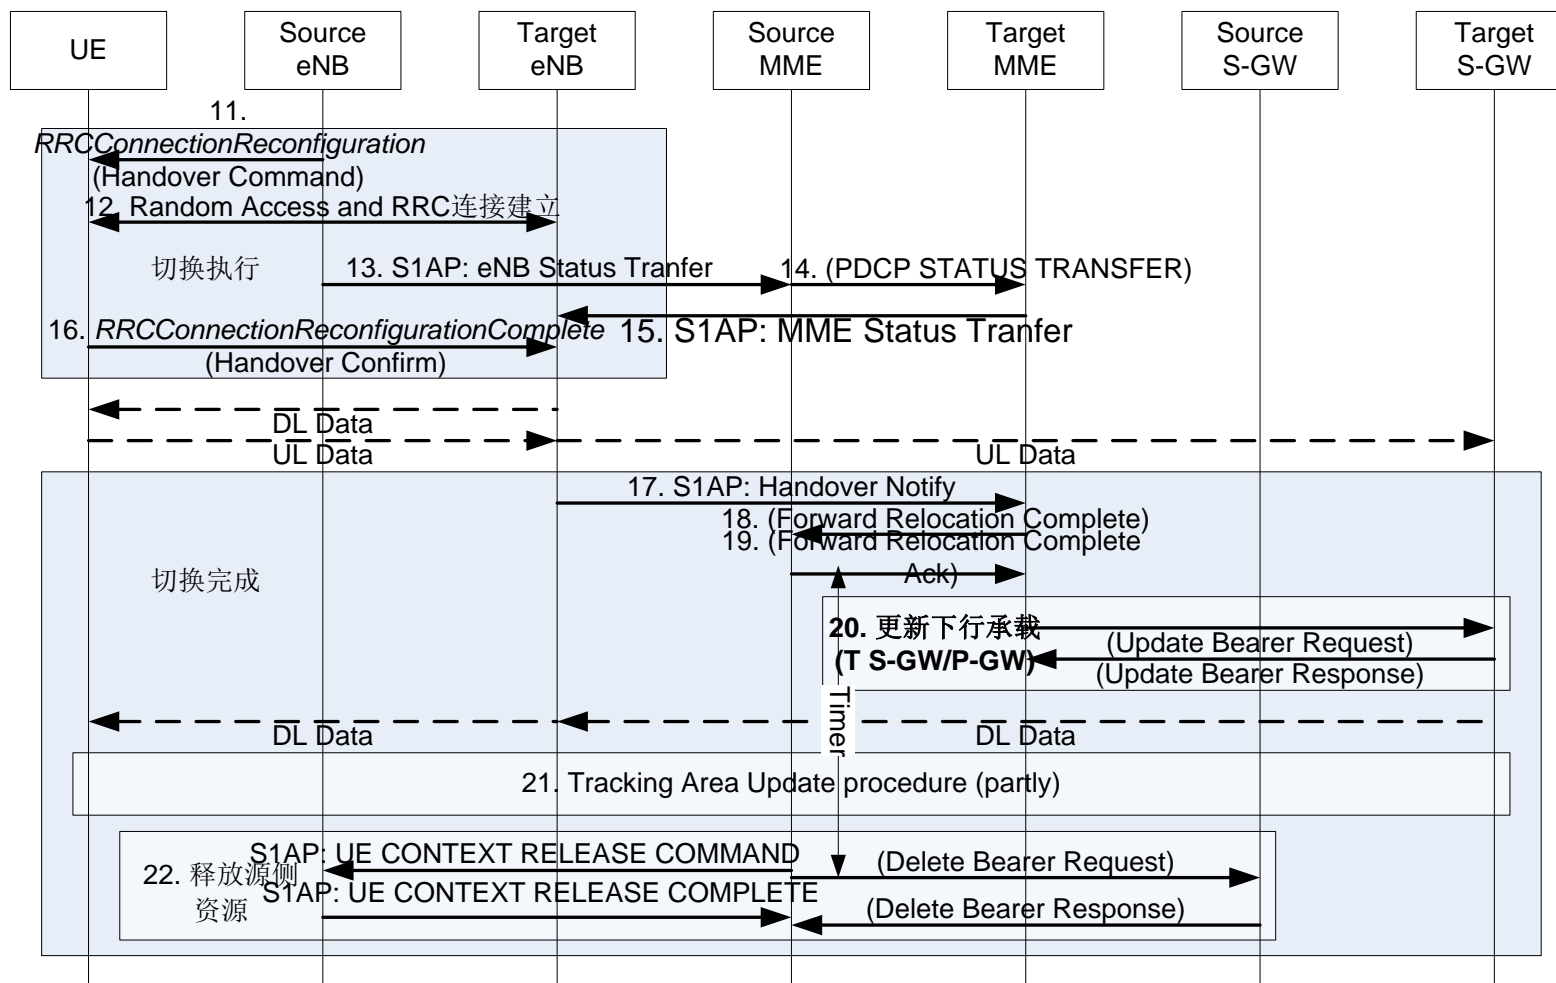 UE
Source
eNB
Target
eNB
Source
MME
Target
MME
Source
S-GW
Target
S-GW
11.
RRCConnectionReconfiguration
(Handover Command)
12. Random Access and RRC连接建立
切换执行
13. S1AP: eNB Status Tranfer
14. (PDCP STATUS TRANSFER)
15. S1AP: MME Status Tranfer
16. RRCConnectionReconfigurationComplete
(Handover Confirm)
DL Data
UL Data
UL Data
17. S1AP: Handover Notify
18. (Forward Relocation Complete)
19. (Forward Relocation Complete
Ack)
切换完成
20. 更新下行承载
(T S-GW/P-GW)
(Update Bearer Request)
(Update Bearer Response)
Timer
DL Data
DL Data
21. Tracking Area Update procedure (partly)
22. 释放源侧
资源
S1AP: UE CONTEXT RELEASE COMMAND
(Delete Bearer Request)
S1AP: UE CONTEXT RELEASE COMPLETE
(Delete Bearer Response)